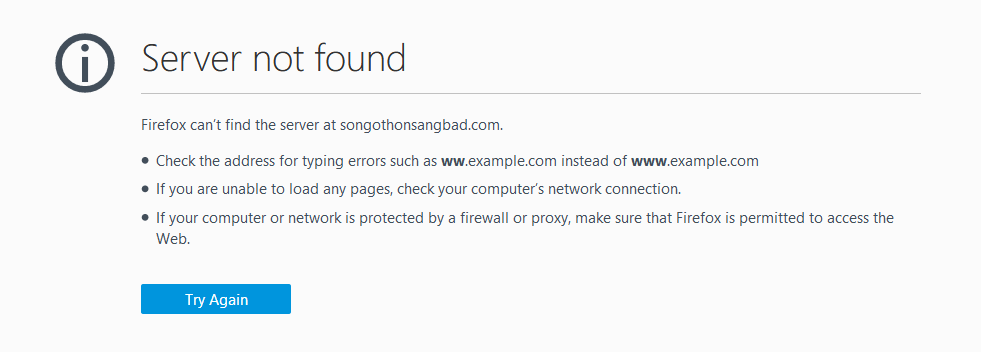 Server not found
Firefox can't find the server at songothonsangbad.com.
• Check the address for typing errors such as ww.example.com instead of www.example.com
• If you are unable to load any pages, check your computer's network connection.
• If your computer or network is protected by a firewall or proxy, make sure that Firefox is permitted to access the
Web.
Try Again